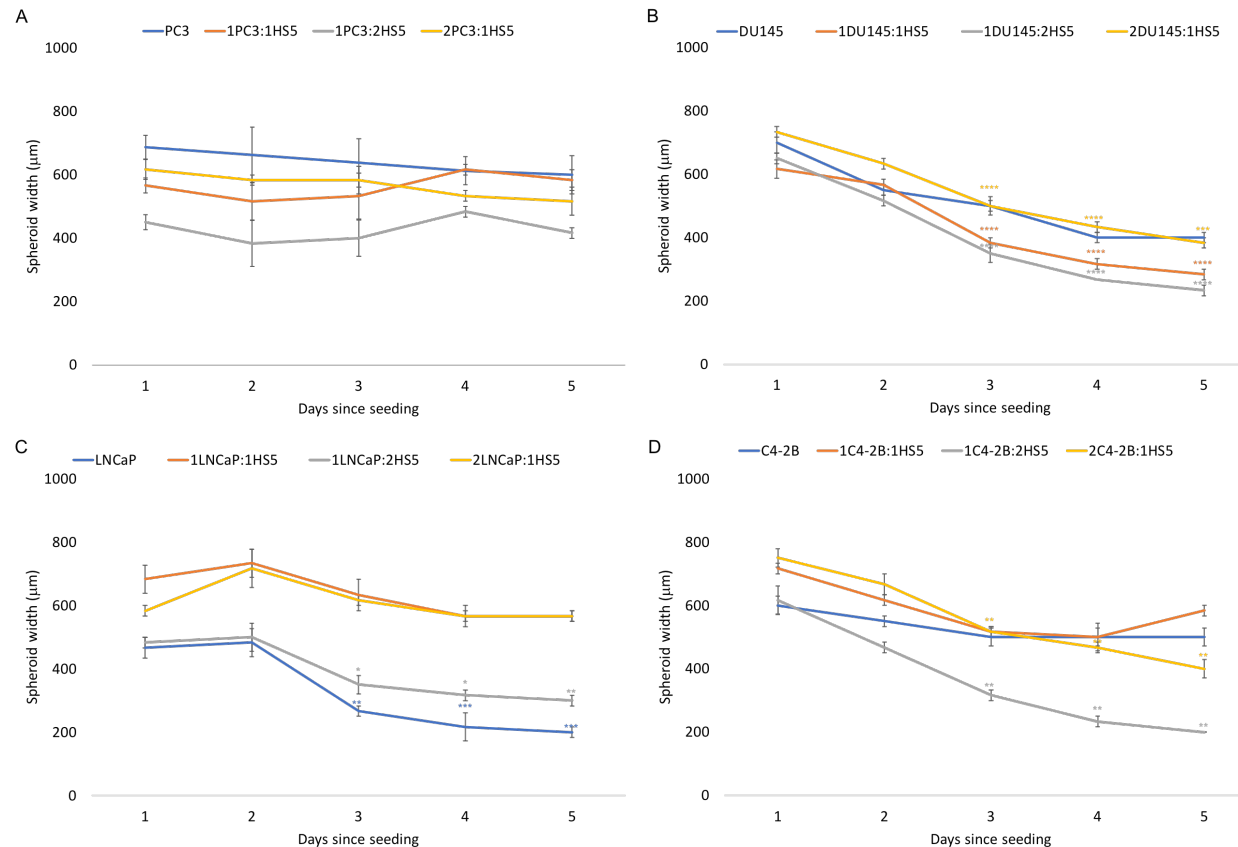 A
PC3 1PC3:1HS5 1PC3:2HS5 2PC3:1HS5
1000
800
600
400
200
0
Spheroid width (µm)
1 2 3 4 5
Days since seeding
B
DU145 1DU145:1HS5 1DU145:2HS5 2DU145:1HS5
1000
800
600
400
200
0
Spheroid width (µm)
**** **** ***
**** **** ****
**** **** ****
1 2 3 4 5
Days since seeding
C
LNCaP 1LNCaP:1HS5 1LNCaP:2HS5 2LNCaP:1HS5
1000
800
600
400
200
0
Spheroid width (µm)
* * **
** *** ***
1 2 3 4 5
Days since seeding
D
C4-2B 1C4-2B:1HS5 1C4-2B:2HS5 2C4-2B:1HS5
1000
800
600
400
200
0
Spheroid width (µm)
** ** **
** ** **
1 2 3 4 5
Days since seeding